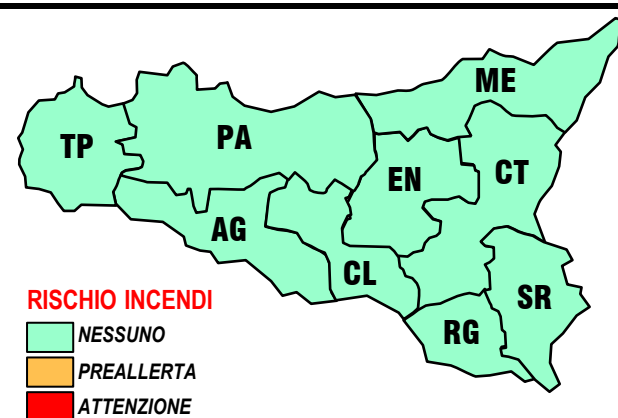 ME
TP
PA
EN
CT
AG
CL
SR
RG
RISCHIO INCENDI
NESSUNO
PREALLERTA
ATTENZIONE